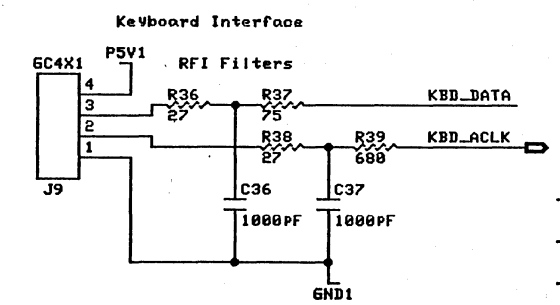 Keyboard Interface
P5V1
GC4X1
RFI Filters
4
R36
R37
KBD_DATA
3
27
75
2
R38
R39
KBD_ACLK
1
27
680
J9
C36
C37
1000PF
1000PF
GND1